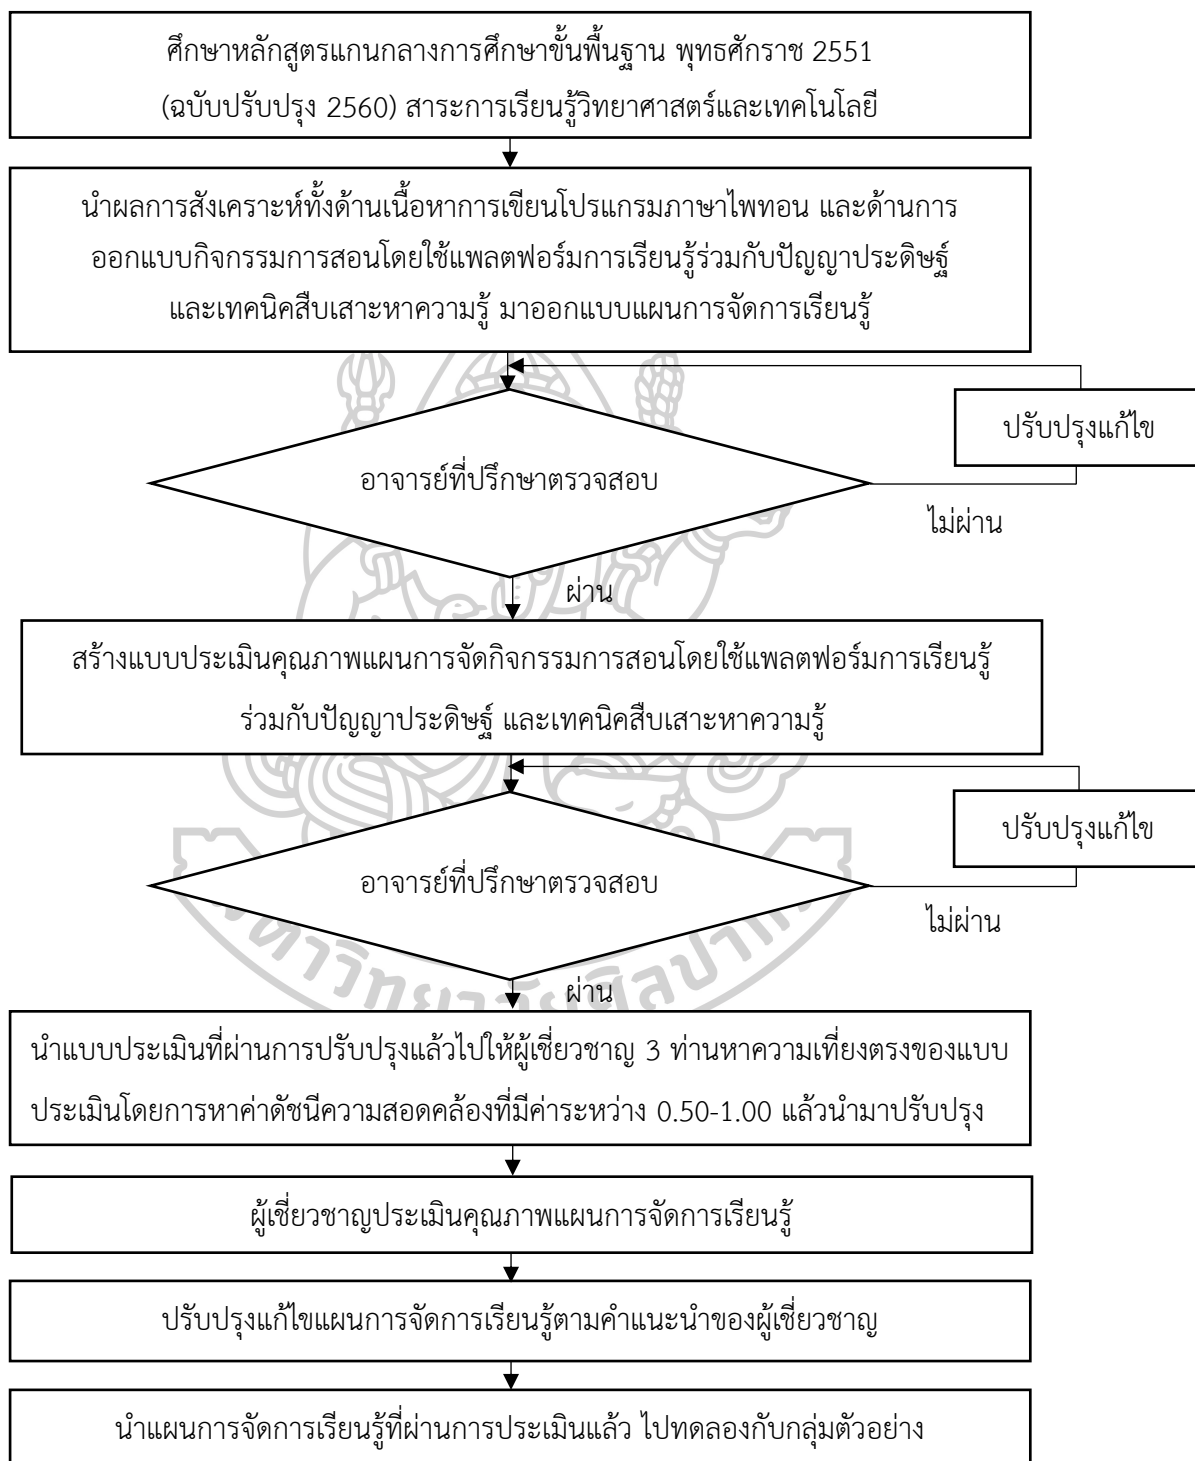 ศึกษาหลักสูตรแกนกลางการศึกษาขั้นพื้นฐาน พุทธศักราช 2551
(ฉบับปรับปรุง 2560) สาระการเรียนรู้วิทยาศาสตร์และเทคโนโลยี
นำผลการสังเคราะห์ทั้งด้านเนื้อหาการเขียนโปรแกรมภาษาไพทอน และด้านการ
ออกแบบกิจกรรมการสอนโดยใช้แพลตฟอร์มการเรียนรู้ร่วมกับปัญญาประดิษฐ์
และเทคนิคสืบเสาะหาความรู้ มาออกแบบแผนการจัดการเรียนรู้
ปรับปรุงแก้ไข
อาจารย์ที่ปรึกษาตรวจสอบ
ไม่ผ่าน
ผ่าน
สร้างแบบประเมินคุณภาพแผนการจัดกิจกรรมการสอนโดยใช้แพลตฟอร์มการเรียนรู้
ร่วมกับปัญญาประดิษฐ์ และเทคนิคสืบเสาะหาความรู้
ปรับปรุงแก้ไข
อาจารย์ที่ปรึกษาตรวจสอบ
ไม่ผ่าน
ผ่าน
นำแบบประเมินที่ผ่านการปรับปรุงแล้วไปให้ผู้เชี่ยวชาญ 3 ท่านหาความเที่ยงตรงของแบบ
ประเมินโดยการหาค่าดัชนีความสอดคล้องที่มีค่าระหว่าง 0.50-1.00 แล้วนำมาปรับปรุง
ผู้เชี่ยวชาญประเมินคุณภาพแผนการจัดการเรียนรู้
ปรับปรุงแก้ไขแผนการจัดการเรียนรู้ตามคำแนะนำของผู้เชี่ยวชาญ
นำแผนการจัดการเรียนรู้ที่ผ่านการประเมินแล้ว ไปทดลองกับกลุ่มตัวอย่าง